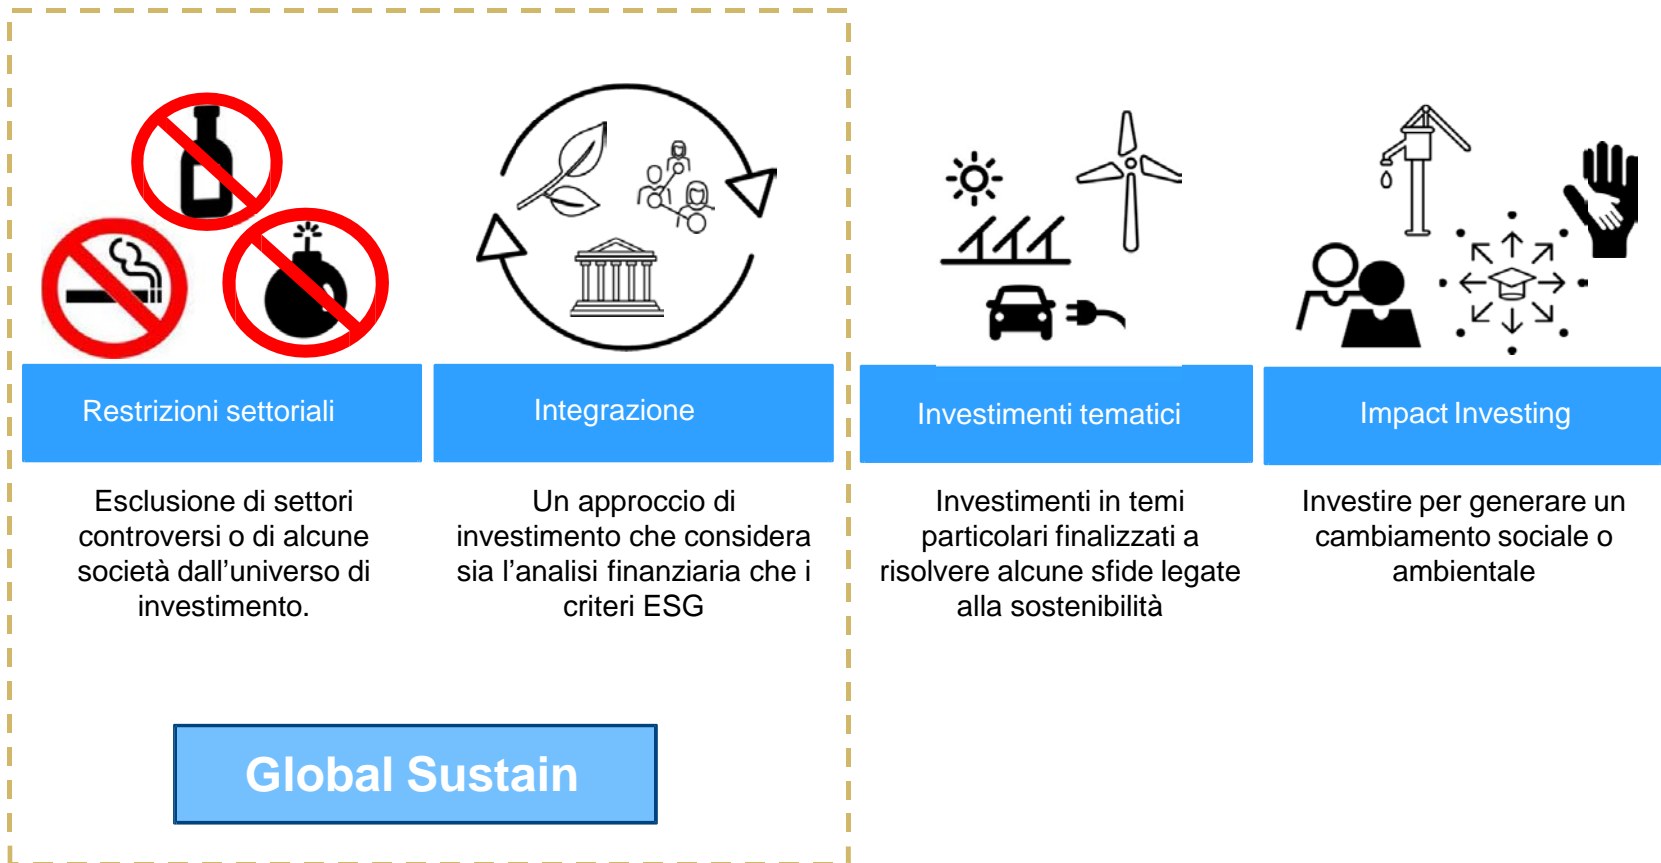 Restrizioni settoriali
Esclusione di settori
controversi o di alcune
società dall'universo di
investimento.
Integrazione
Un approccio di
investimento che considera
sia l'analisi finanziaria che i
criteri ESG
Investimenti tematici
Investimenti in temi
particolari finalizzati a
risolvere alcune sfide legate
alla sostenibilità
Impact Investing
Investire per generare un
cambiamento sociale o
ambientale
Global Sustain